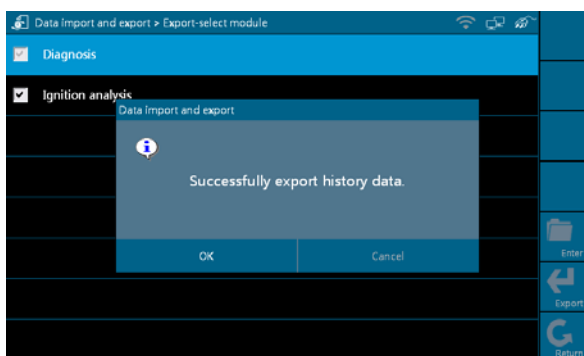 Data import and export > Export-select module
Diagnosis
Ignition analysis
Data import and export
Successfully export history data.
OK
Cancel
Enter
Export
Return